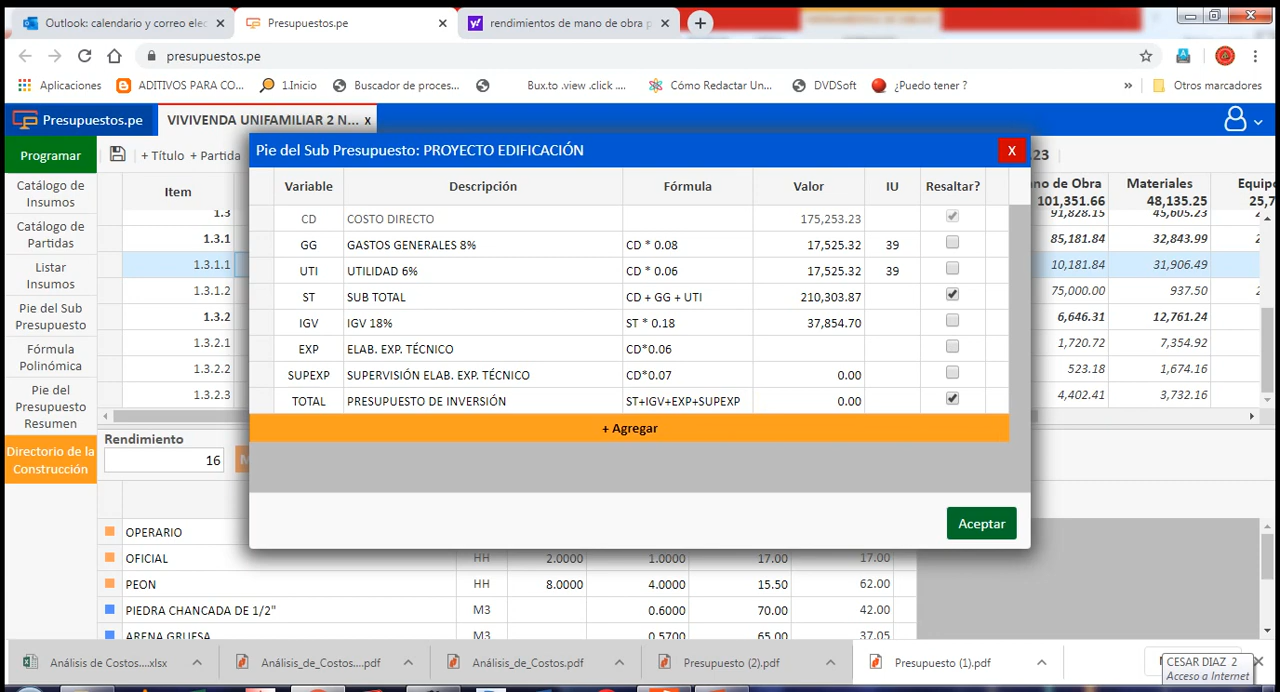 Outlook: calendario y correo elec
Presupuestos.pe
rendimientos de mano de obra p
presupuestos.pe
Aplicaciones
ADITIVOS PARA CO...
1.Inicio
Buscador de proces...
Bux.to .view .click ....
Cómo Redactar Un...
DVDSoft
¿Puedo tener ?
»
Otros marcadores
Presupuestos.pe
VIVIVENDA UNIFAMILIAR 2 N... x
Programar
+ Título + Partida
23
Catálogo de
Insumos
Catálogo de
Partidas
Listar
Insumos
Pie del Sub
Presupuesto
Fórmula
Polinómica
Pie del
Presupuesto
Resumen
Directorio de la
Construcción
Item
1.3
1.3.1
1.3.1.1
1.3.1.2
1.3.2
1.3.2.1
1.3.2.2
1.3.2.3
Pie del Sub Presupuesto: PROYECTO EDIFICACIÓN
X
Variable Descripción Fórmula Valor IU Resaltar?
CD COSTO DIRECTO 175,253.23
GG GASTOS GENERALES 8% CD * 0.08 17,525.32 39
UTI UTILIDAD 6% CD * 0.06 17,525.32 39
ST SUB TOTAL CD + GG + UTI 210,303.87
IGV IGV 18% ST * 0.18 37,854.70
EXP ELAB. EXP. TÉCNICO CD*0.06
SUPEXP SUPERVISIÓN ELAB. EXP. TÉCNICO CD*0.07 0.00
TOTAL PRESUPUESTO DE INVERSIÓN ST+IGV+EXP+SUPEXP 0.00
+ Agregar
Aceptar
no de Obra Materiales Equipo
101,351.66 48,135.25 25,7
91,828.15 45,605.23 2
85,181.84 32,843.99 2
10,181.84 31,906.49
75,000.00 937.50 2
6,646.31 12,761.24
1,720.72 7,354.92
523.18 1,674.16
4,402.41 3,732.16
Rendimiento
16
OPERARIO
OFICIAL HH 2.0000 1.0000 17.00 17.00
PEON HH 8.0000 4.0000 15.50 62.00
PIEDRA CHANCADA DE 1/2" M3 0.6000 70.00 42.00
ARENA GRUESA M3 0.5700 65.00 37.05
Análisis de Costos....xlsx
Análisis_de_Costos....pdf
Análisis_de_Costos.pdf
Presupuesto (2).pdf
Presupuesto (1).pdf
CESAR DIAZ 2
Acceso a Internet